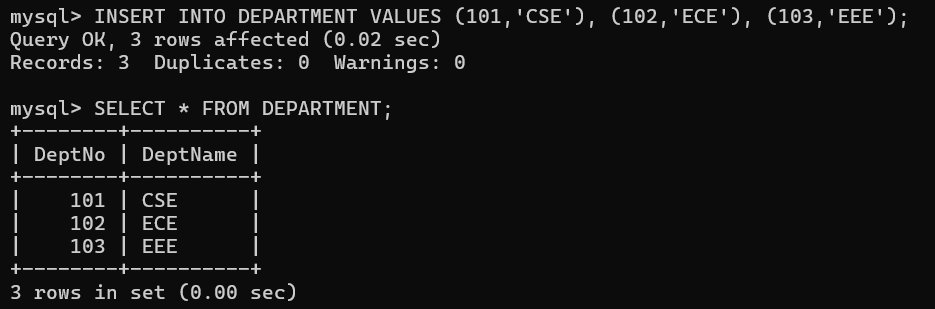 mysql> INSERT INTO DEPARTMENT VALUES (101,'CSE'), (102,'ECE'), (103,'EEE');
Query OK, 3 rows affected (0.02 sec)
Records: 3  Duplicates: 0  Warnings: 0

mysql> SELECT * FROM DEPARTMENT;
+--------+----------+
| DeptNo | DeptName |
+--------+----------+
|    101 | CSE      |
|    102 | ECE      |
|    103 | EEE      |
+--------+----------+
3 rows in set (0.00 sec)